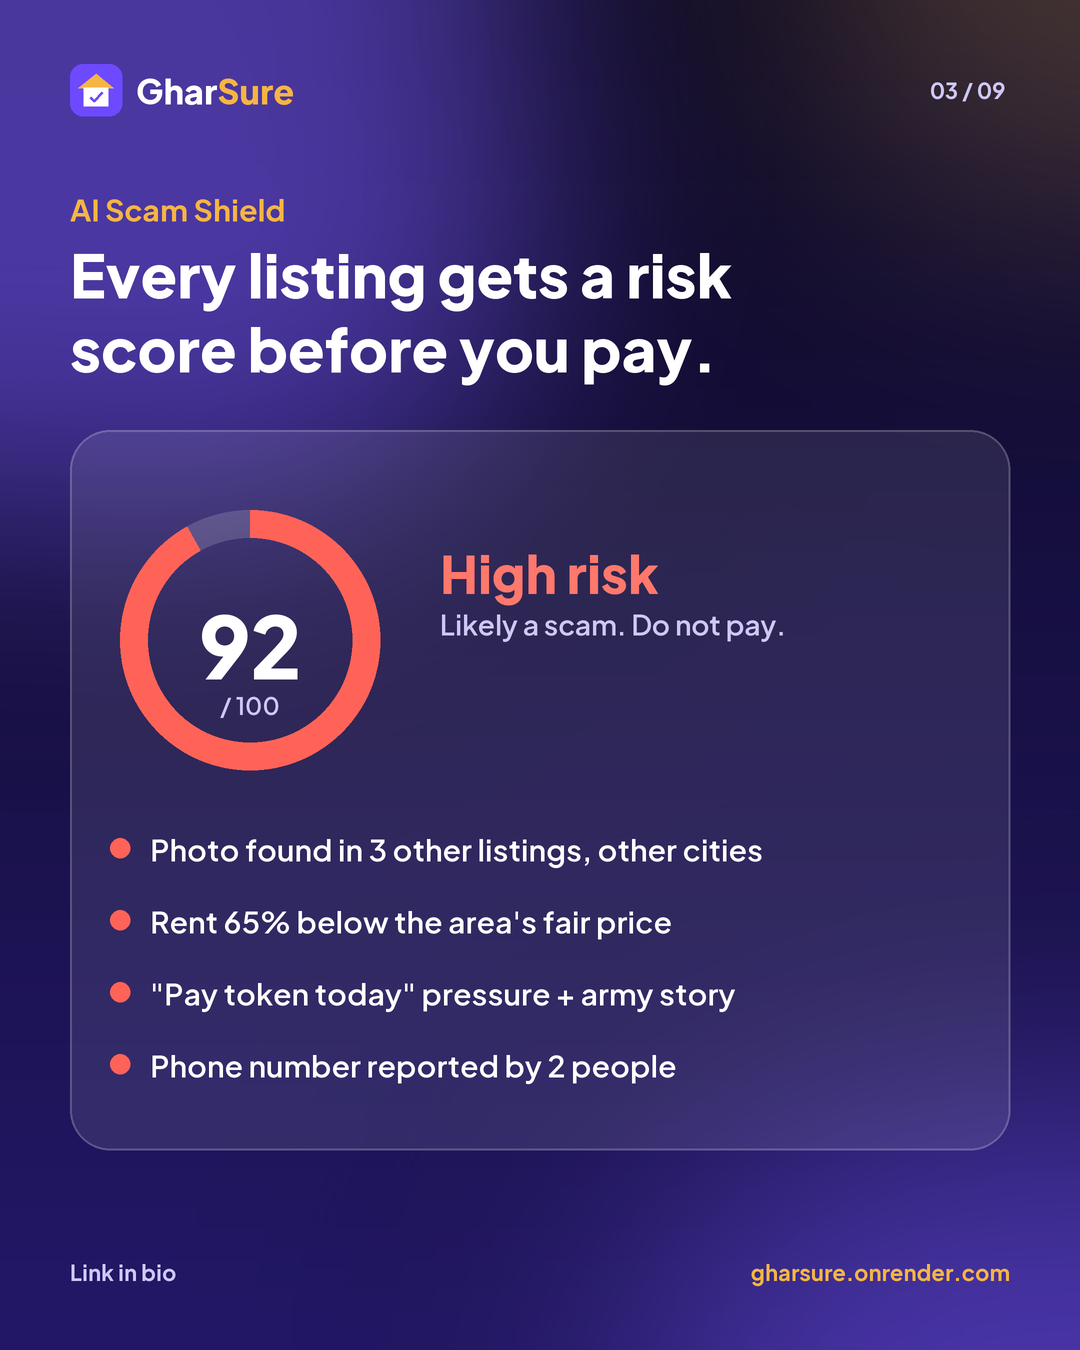 GharSure
03 / 09
AI Scam Shield
Every listing gets a risk
score before you pay.
92
/ 100
High risk
Likely a scam. Do not pay.
Photo found in 3 other listings, other cities
Rent 65% below the area's fair price
"Pay token today" pressure + army story
Phone number reported by 2 people
Link in bio
gharsure.onrender.com